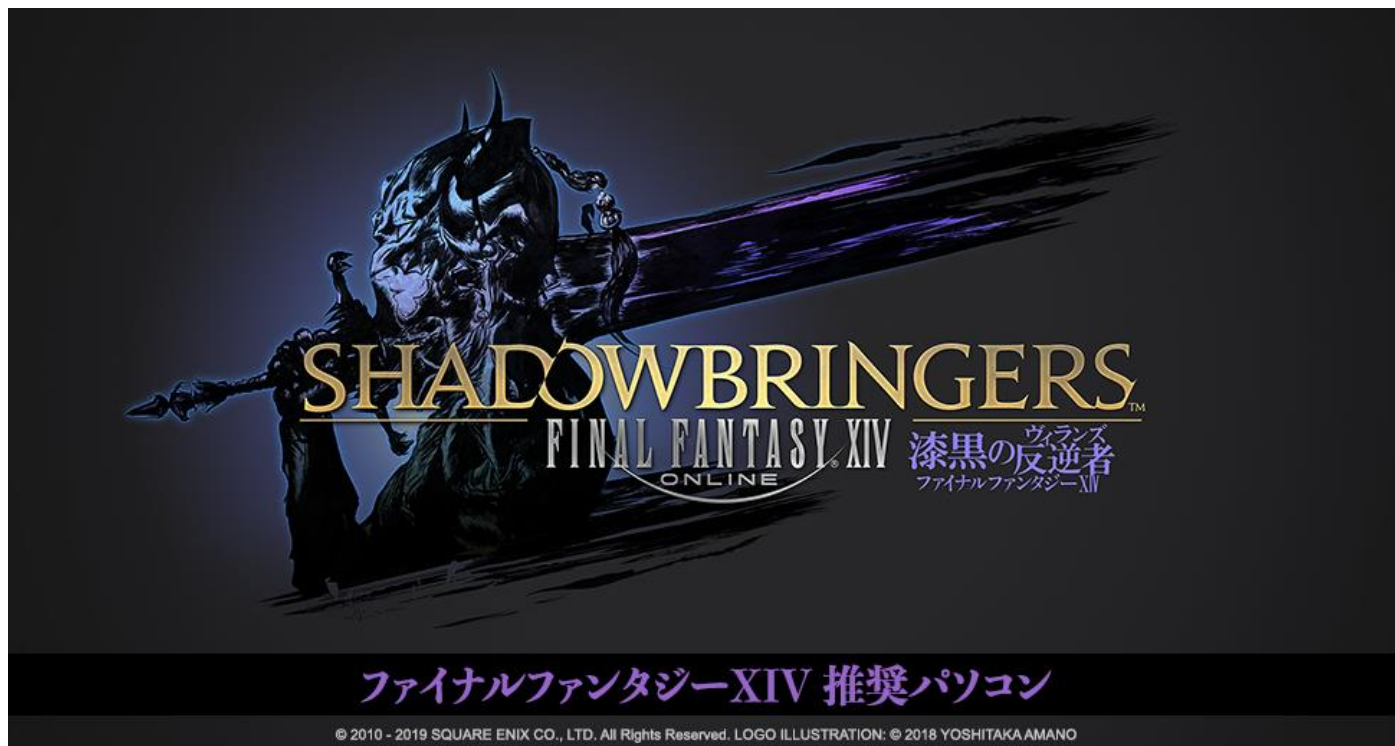 SHADOWBRINGERS™
FINAL FANTASY® XIV
ONLINE
ヴィランズ
漆黒の反逆者
ファイナルファンタジーXIV
ファイナルファンタジーXIV 推奨パソコン
© 2010 - 2019 SQUARE ENIX CO., LTD. All Rights Reserved. LOGO ILLUSTRATION: © 2018 YOSHITAKA AMANO